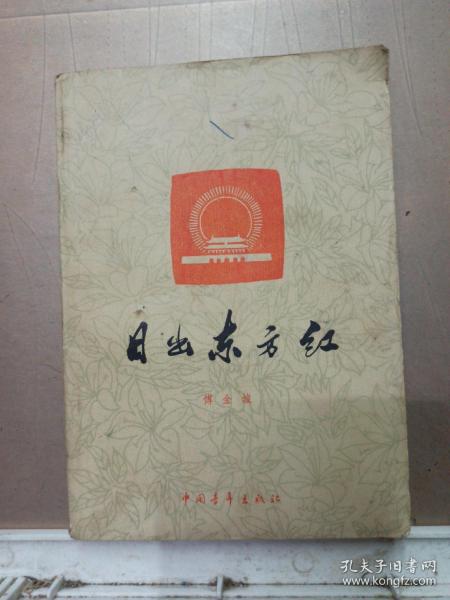 日出东方红
傅金城
中国青年出版社
孔夫子旧书网
www.kongfz.com